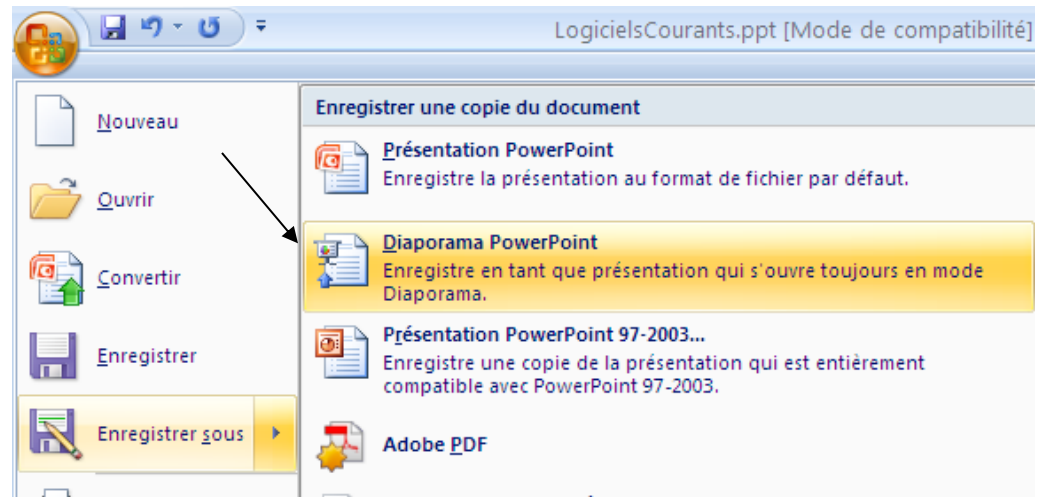 LogicielsCourants.ppt [Mode de compatibilité]
Nouveau
Ouvrir
Convertir
Enregistrer
Enregistrer sous
Enregistrer une copie du document
Présentation PowerPoint
Enregistre la présentation au format de fichier par défaut.
Diaporama PowerPoint
Enregistre en tant que présentation qui s'ouvre toujours en mode
Diaporama.
Présentation PowerPoint 97-2003...
Enregistre une copie de la présentation qui est entièrement
compatible avec PowerPoint 97-2003.
Adobe PDF